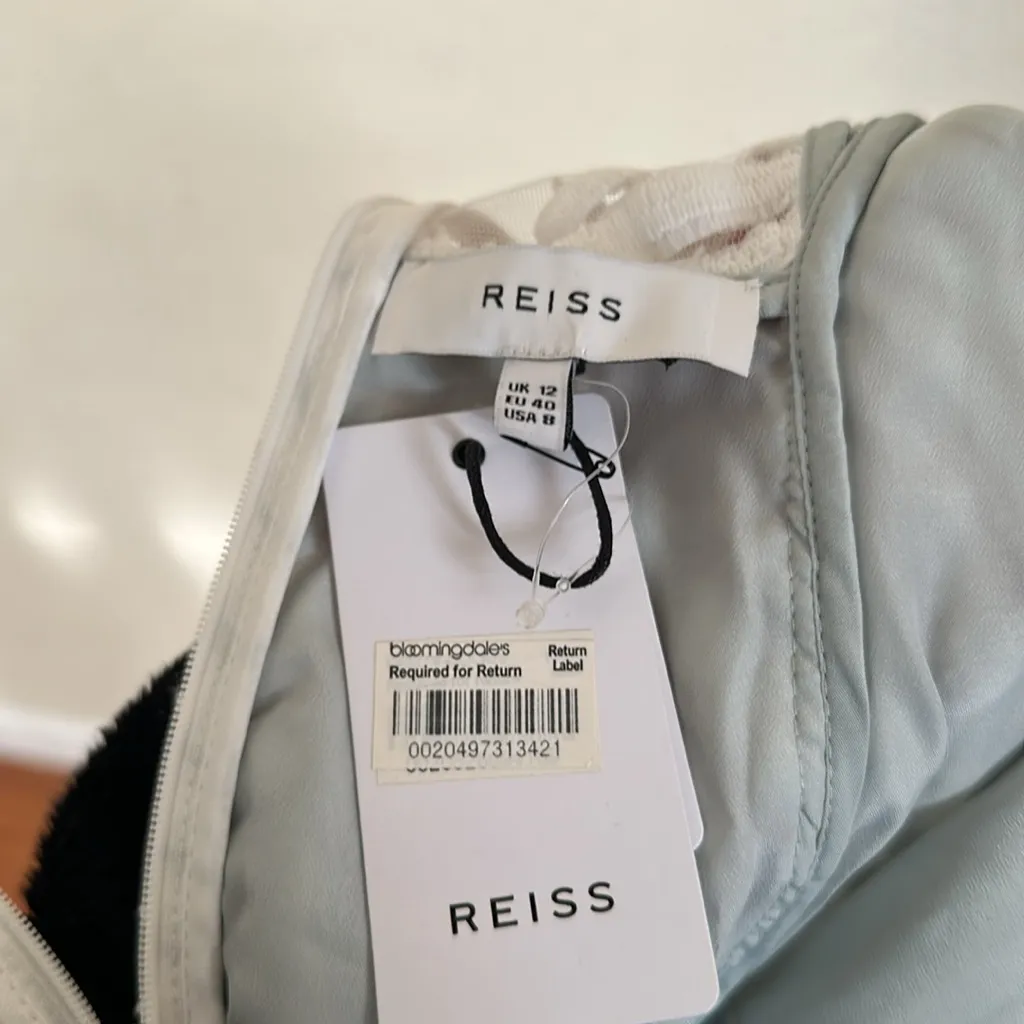 REISS
UK 12
EU 40
USA 8
bloomingdale's
Return
Required for Return
Label
0020497313421
REISS